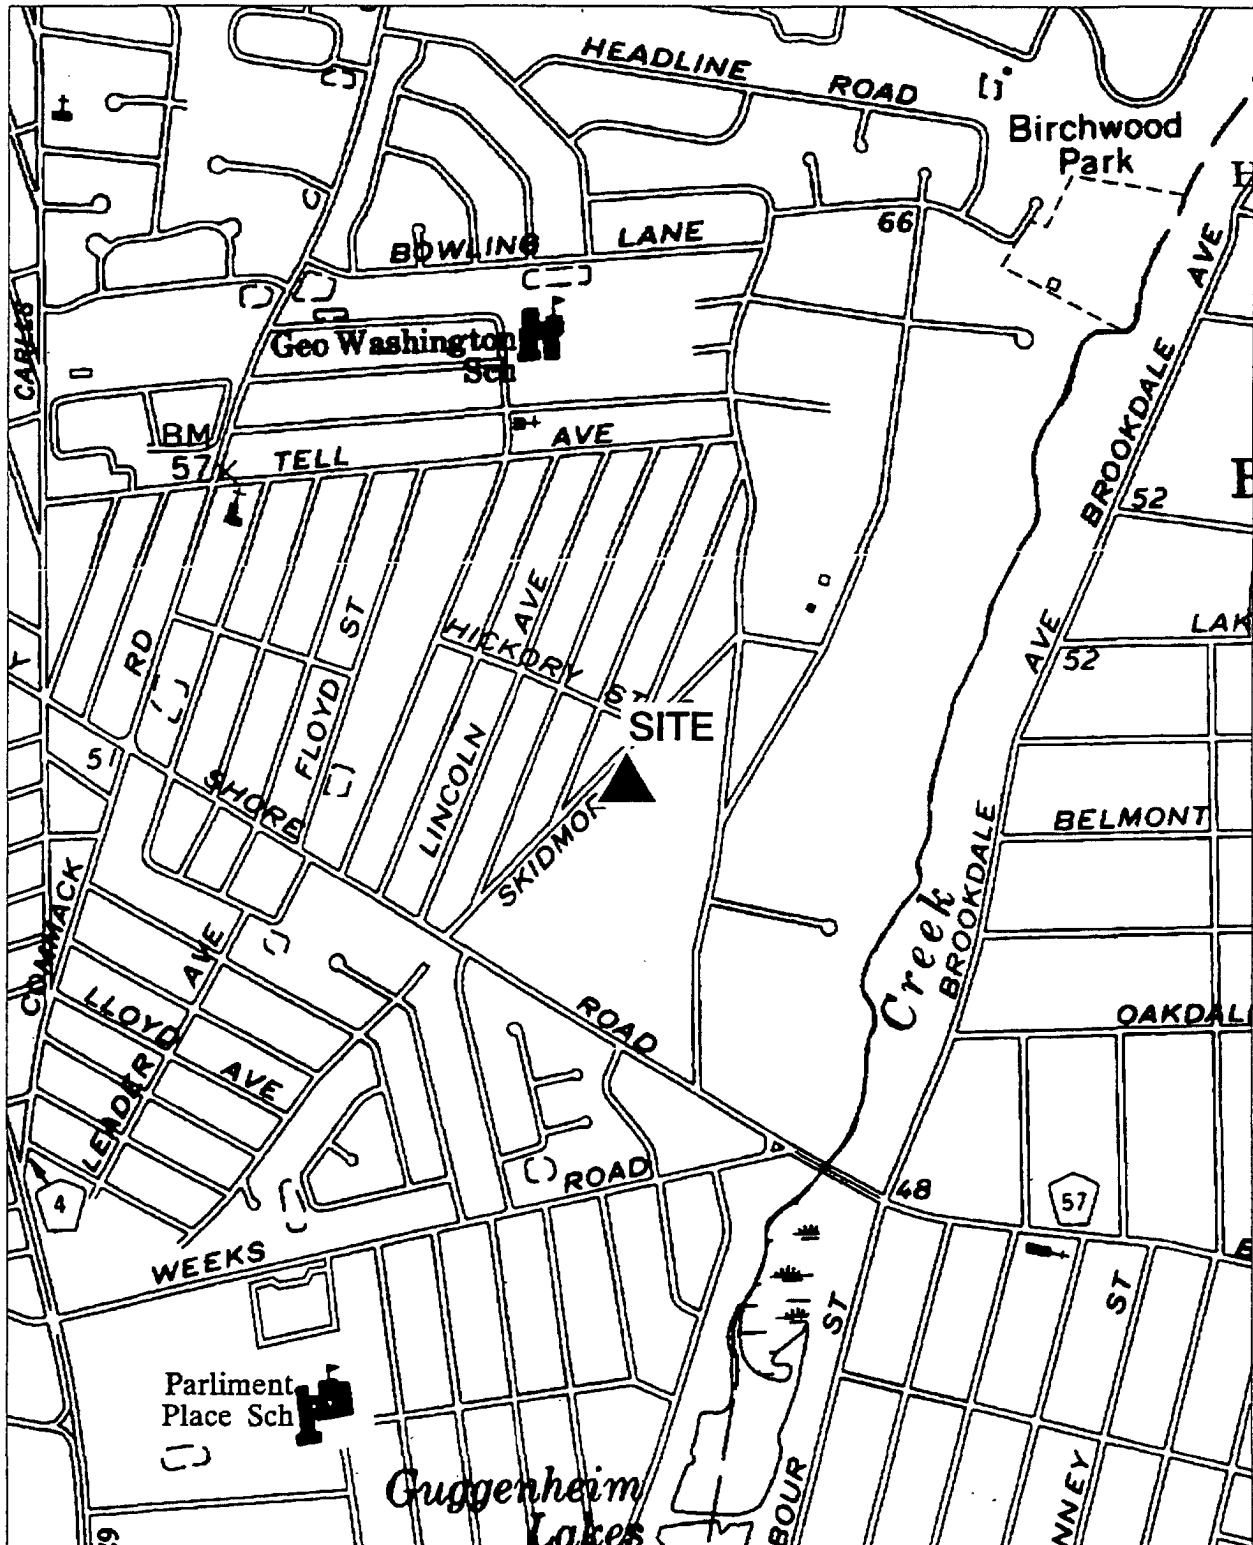 HEADLINE ROAD
Birchwood
Park
66
BOWLING LANE
AVE
CARLLS
Geo Washington
Sch
BROOKDALE
BM
57
TELL AVE
52
AVE
HICKORY ST
LAK
RD
FLOYD ST
AVE
52
SITE
51
SHORE
LINCOLN
SKIDMOR
BROOKDALE
BELMONT
COMMACK
AVE
Creek
LLOYD
AVE
ROAD
OAKDAL
LEADER
4
ROAD
48
57
WEEKS
ST
ST
Parliment
Place Sch
Guggenheim
Lakes
BOUR
NNEY